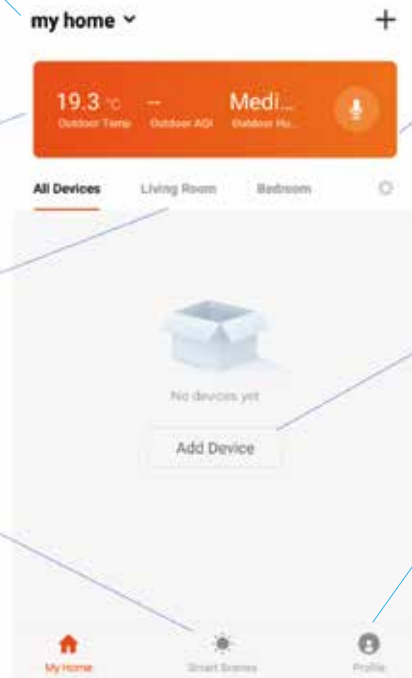 my home
19.3 °C -- Medi...
Outdoor Temp Outdoor AQI Outdoor Hu...
All Devices Living Room Bedroom
No devices yet
Add Device
My Home Smart Scenes Profile